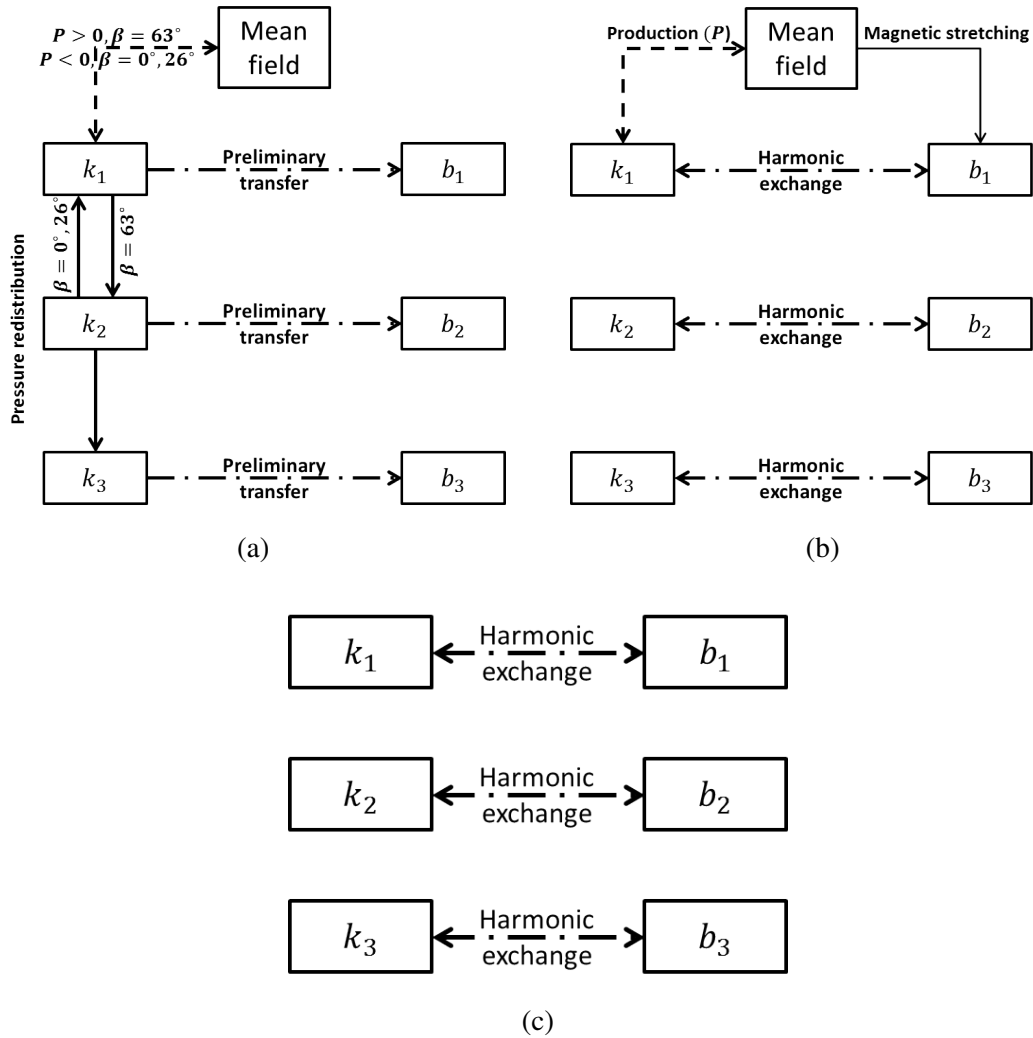 P > 0, β = 63°
P < 0, β = 0°, 26°
Mean
field
k₁
Preliminary
transfer
b₁
Pressure redistribution
β = 0°, 26°
β = 63°
k₂
Preliminary
transfer
b₂
k₃
Preliminary
transfer
b₃
(a)
Production (P)
Mean
field
Magnetic stretching
k₁
Harmonic
exchange
b₁
k₂
Harmonic
exchange
b₂
k₃
Harmonic
exchange
b₃
(b)
k₁
Harmonic
exchange
b₁
k₂
Harmonic
exchange
b₂
k₃
Harmonic
exchange
b₃
(c)